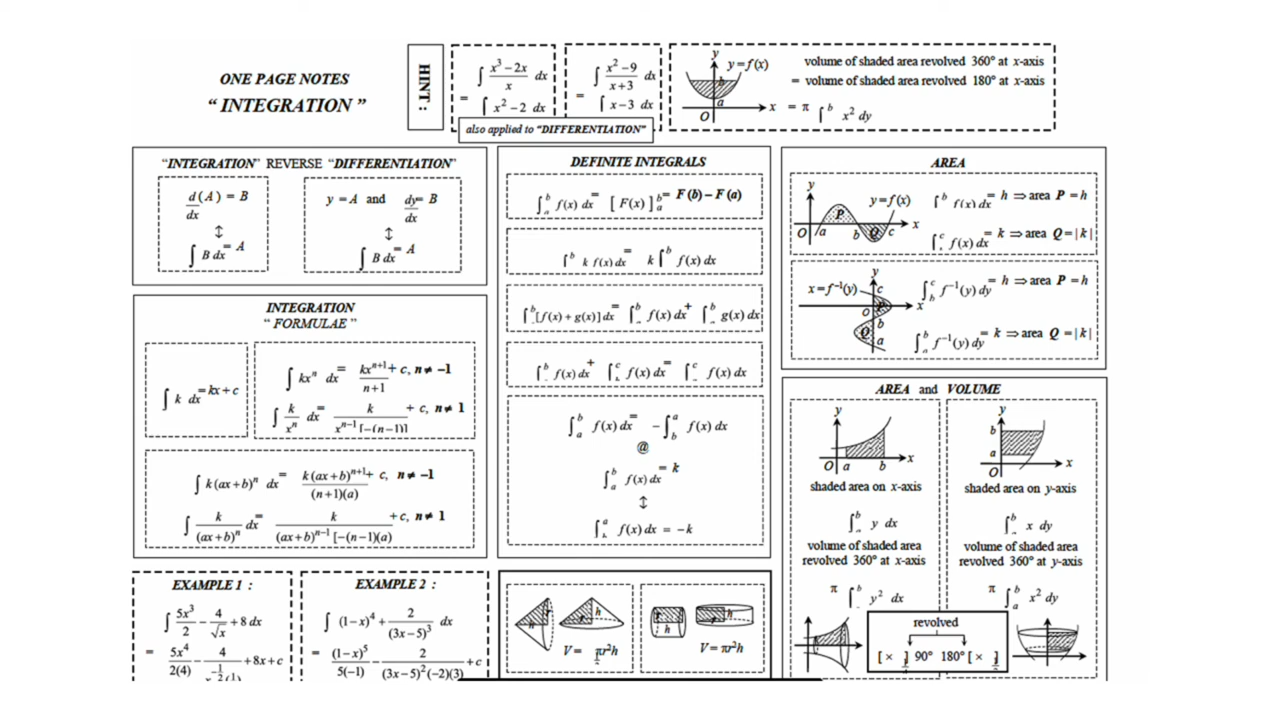 ONE PAGE NOTES
“ INTEGRATION ”
HINT :
∫ (x³ − 2x)/x dx
= ∫ x² − 2 dx
∫ (x² − 9)/(x + 3) dx
= ∫ x − 3 dx
also applied to “DIFFERENTIATION”
y
y = f(x)
b
a
O
x
volume of shaded area revolved 360° at x-axis
= volume of shaded area revolved 180° at x-axis
= π ∫ᵇ x² dy
“INTEGRATION” REVERSE “DIFFERENTIATION”
d(A)/dx = B
↕
∫ B dx = A
y = A and dy/dx = B
↕
∫ B dx = A
INTEGRATION
“ FORMULAE ”
∫ k dx = kx + c
∫ kxⁿ dx = kxⁿ⁺¹/(n+1) + c, n ≠ −1
∫ k/xⁿ dx = k/(xⁿ⁻¹ [−(n−1)]) + c, n ≠ 1
∫ k(ax+b)ⁿ dx = k(ax+b)ⁿ⁺¹/((n+1)(a)) + c, n ≠ −1
∫ k/(ax+b)ⁿ dx = k/((ax+b)ⁿ⁻¹ [−(n−1)(a)) + c, n ≠ 1
EXAMPLE 1 :
∫ 5x³/2 − 4/√x + 8 dx
= 5x⁴/2(4) − 4/ + 8x + c
EXAMPLE 2 :
∫ (1−x)⁴ + 2/(3x−5)³ dx
= (1−x)⁵/5(−1) − 2/((3x−5)²(−2)(3)) + c
DEFINITE INTEGRALS
∫ₐᵇ f(x) dx = [ F(x) ]ₐᵇ = F(b) − F(a)
∫ᵇ k f(x) dx = k ∫ᵇ f(x) dx
∫ᵇ [f(x) + g(x)] dx = ∫ᵇ f(x) dx + ∫ᵇ g(x) dx
∫ᵇ f(x) dx + ∫ᶜ f(x) dx = ∫ᶜ f(x) dx
∫ₐᵇ f(x) dx = − ∫_b^a f(x) dx
@
∫ₐᵇ f(x) dx = k
↕
∫_b^a f(x) dx = −k
h
r
h
V = ⅓πr²h
r
h
h
V = πr²h
AREA
y
y = f(x)
P
O
a
b
Q
c
x
∫ᵇ f(x) dx = h ⇒ area P = h
∫ᶜ f(x) dx = k ⇒ area Q = |k|
y
x = f⁻¹(y)
c
P
O
x
b
Q
a
∫_b^c f⁻¹(y) dy = h ⇒ area P = h
∫ᵇ f⁻¹(y) dy = k ⇒ area Q = |k|
AREA and VOLUME
y
O
a
b
x
shaded area on x-axis
∫ᵇ y dx
volume of shaded area
revolved 360° at x-axis
π ∫ᵇ y² dx
y
b
a
O
x
shaded area on y-axis
∫ᵇ x dy
volume of shaded area
revolved 360° at y-axis
π ∫ₐᵇ x² dy
revolved
[ × ] 90° 180° [ × ]